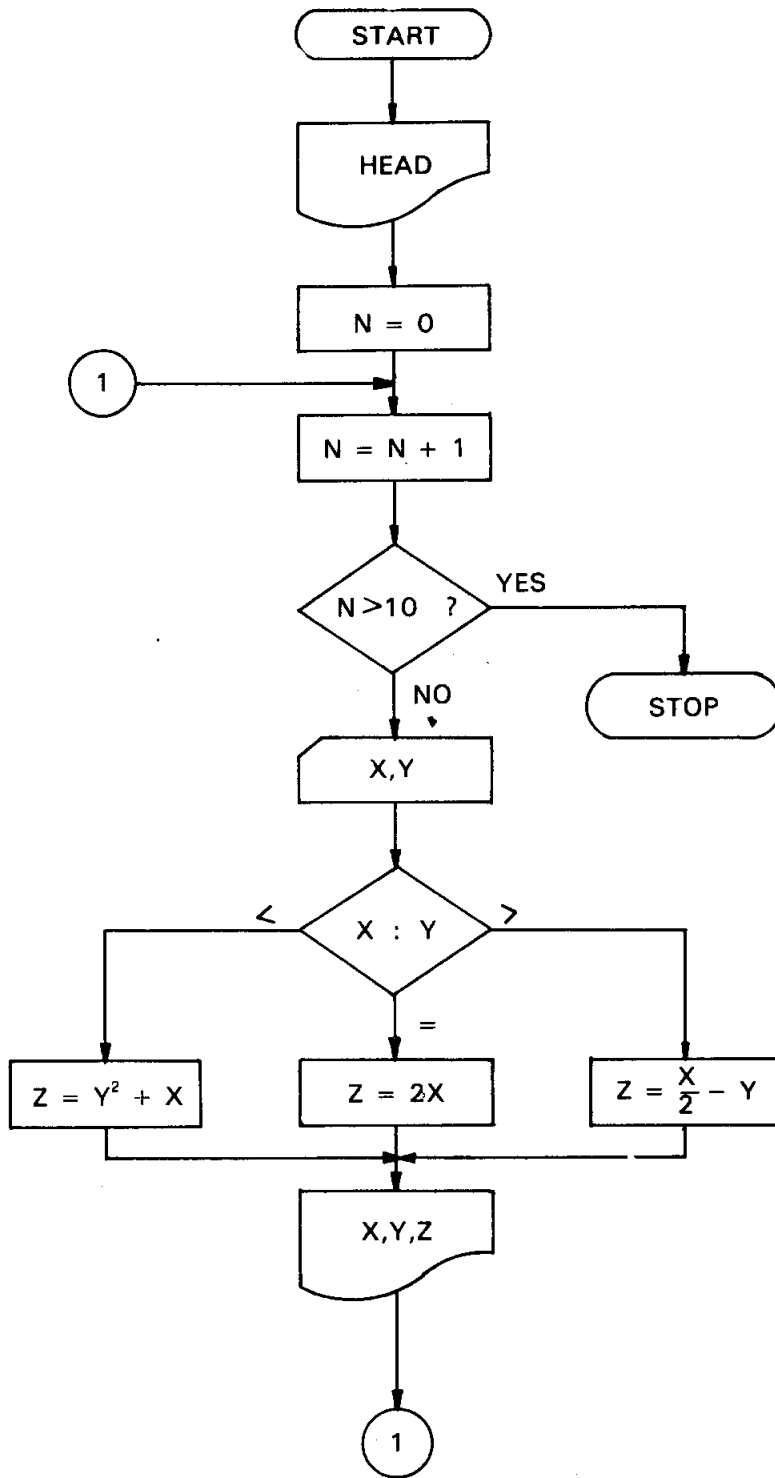 START
HEAD
N = 0
1
N = N + 1
N>10 ?
YES
NO
STOP
X,Y
<
X : Y
>
=
Z = Y² + X
Z = 2X
Z = X/2 - Y
X,Y,Z
1